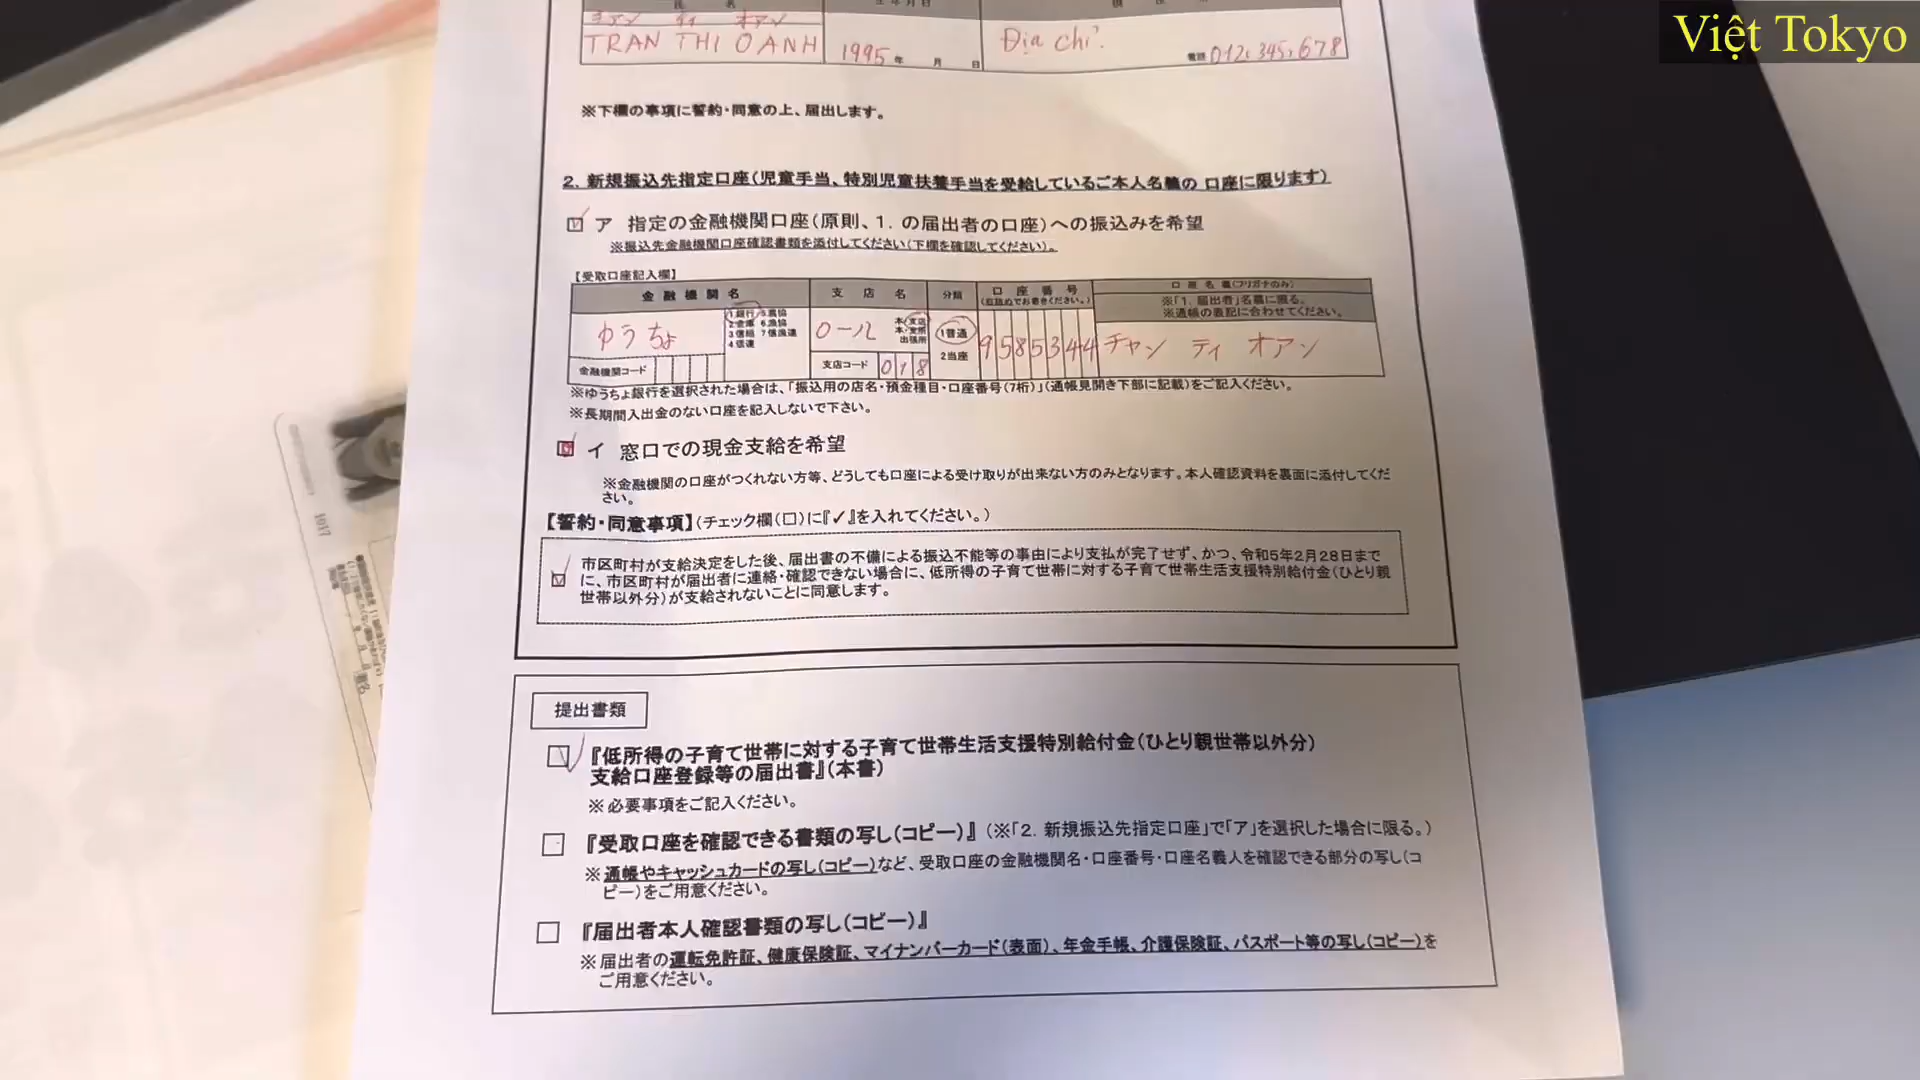 Việt Tokyo
氏 名
チアン ティ オアン
TRAN THI OANH
1995 年 月 日
Địa chỉ.
電話 012.345.678
※下欄の事項に誓約・同意の上、届出します。
2. 新規振込先指定口座(児童手当、特別児童扶養手当を受給しているご本人名義の 口座に限ります)
ア 指定の金融機関口座(原則、1. の届出者の口座)への振込みを希望
※振込先金融機関口座確認書類を添付してください(下欄を確認してください)。
【受取口座記入欄】
金 融 機 関 名
支 店 名
分類
口 座 番 号
(右詰めでお書きください。)
口 座 名 義(フリガナのみ)
※「1. 届出者」名義に限る。
※通帳の表記に合わせてください。
ゆうちょ
1.銀行 5.農協
2.金庫 6.漁協
3.信組 7.信漁連
4.信連
金融機関コード
〇一八
本・支店
本・支所
出張所
支店コード 0 1 8
1普通
2当座
9585344
チャン ティ オアン
※ゆうちょ銀行を選択された場合は、「振込用の店名・預金種目・口座番号(7桁)」(通帳見開き下部に記載)をご記入ください。
※長期間入出金のない口座を記入しないで下さい。
イ 窓口での現金支給を希望
※金融機関の口座がつくれない方等、どうしても口座による受け取りが出来ない方のみとなります。本人確認資料を裏面に添付してくだ
さい。
【誓約・同意事項】(チェック欄(□)に『✓』を入れてください。)
市区町村が支給決定をした後、届出書の不備による振込不能等の事由により支払が完了せず、かつ、令和5年2月28日まで
に、市区町村が届出者に連絡・確認できない場合に、低所得の子育て世帯に対する子育て世帯生活支援特別給付金(ひとり親
世帯以外分)が支給されないことに同意します。
提出書類
『低所得の子育て世帯に対する子育て世帯生活支援特別給付金(ひとり親世帯以外分)
支給口座登録等の届出書』(本書)
※必要事項をご記入ください。
『受取口座を確認できる書類の写し(コピー)』(※「2. 新規振込先指定口座」で「ア」を選択した場合に限る。)
※通帳やキャッシュカードの写し(コピー)など、受取口座の金融機関名・口座番号・口座名義人を確認できる部分の写し(コ
ピー)をご用意ください。
『届出者本人確認書類の写し(コピー)』
※届出者の運転免許証、健康保険証、マイナンバーカード(表面)、年金手帳、介護保険証、パスポート等の写し(コピー)を
ご用意ください。